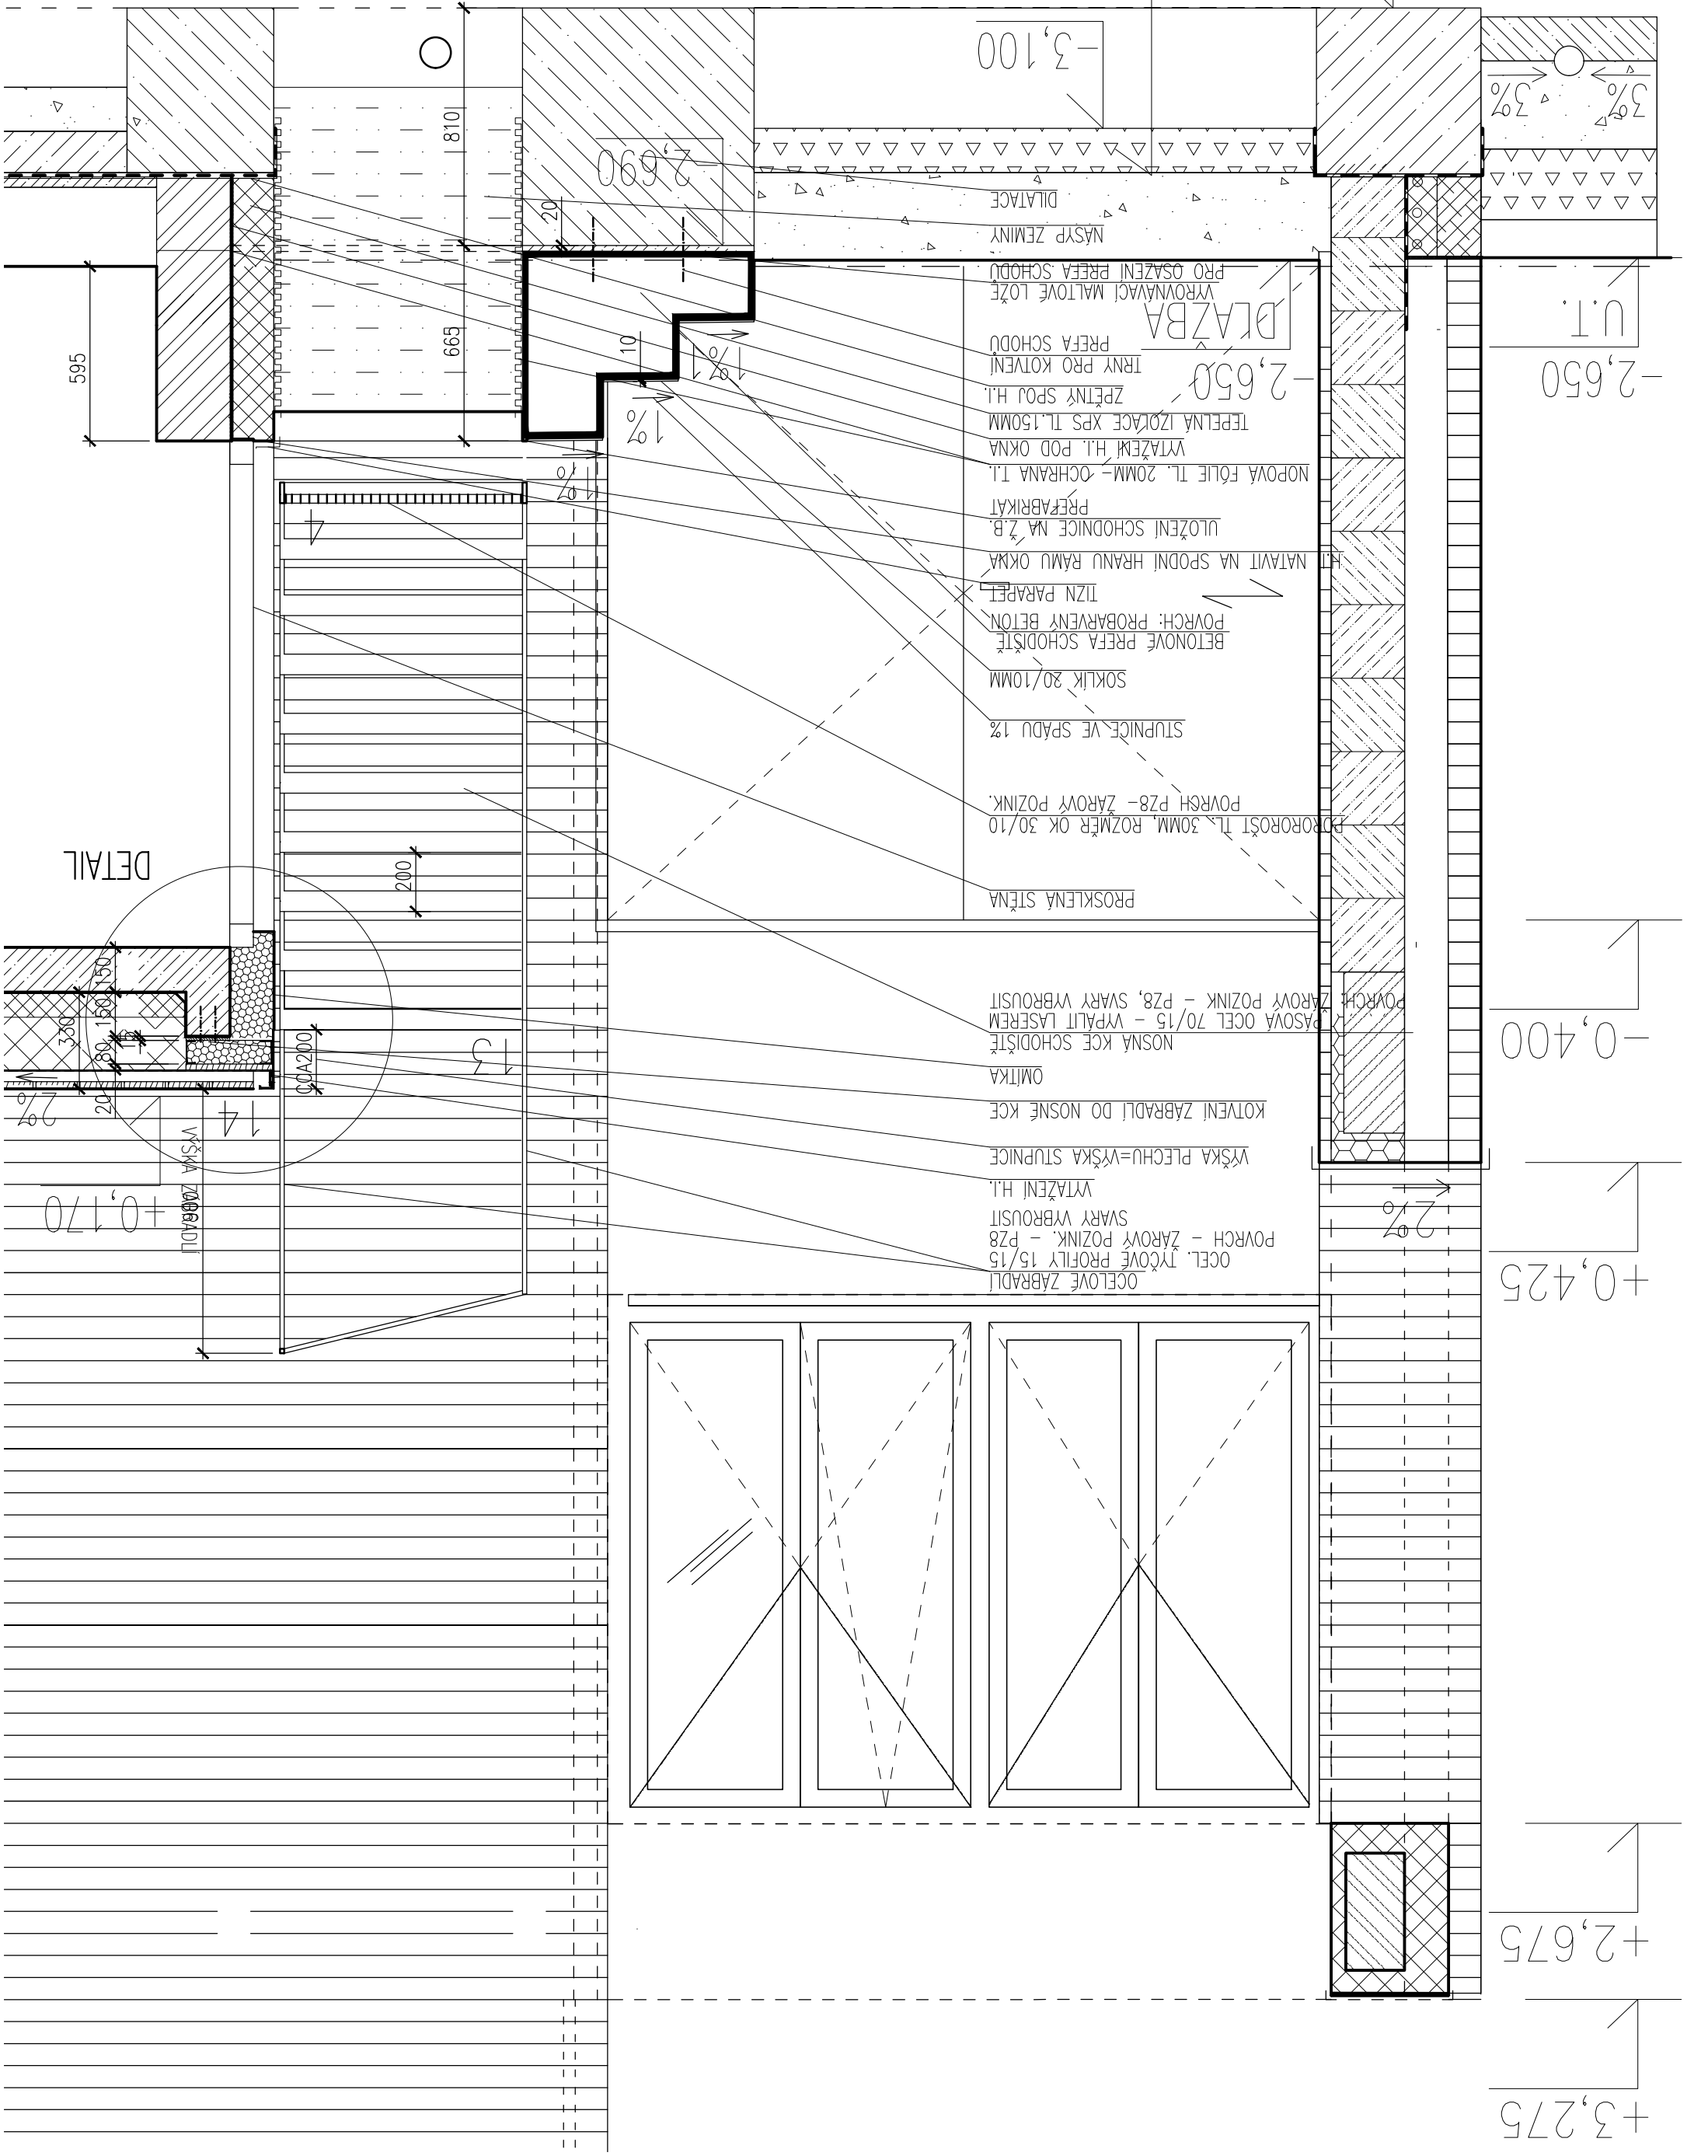 +3,275
+2,675
OCELOVÉ ZÁBRADLÍ
OCEL. TYČOVÉ PROFILY 15/15
POVRCH - ŽÁROVÝ POZINK. - PZ8
SVARY VYBROUSIT
+0,425
2%
VYTAŽENÍ H.I.
VÝŠKA PLECHU=VÝŠKA STUPNICE
KOTVENÍ ZÁBRADLÍ DO NOSNÉ KCE
OMÍTKA
NOSNÁ KCE SCHODIŠTĚ
PÁSOVÁ OCEL 70/15 - VYPÁLIT LASEREM
POVRCH: ŽÁROVÝ POZINK - PZ8, SVARY VYBROUSIT
VÝŠKA ZÁBRADLÍ
+0,170
14
2%
20
CCA200
13
80
330
150
150
-0,400
PROSKLENÁ STĚNA
200
DETAIL
POROROŠT TL. 30MM, ROZMĚR OK 30/10
POVRCH PZ8- ŽÁROVÝ POZINK.
STUPNICE VE SPÁDU 1%
SOKLÍK 20/10MM
BETONOVÉ PREFA SCHODIŠTĚ
POVRCH: PROBARVENÝ BETON
TIZN PARAPET
H.I. NATAVIT NA SPODNÍ HRANU RÁMU OKNA
ULOŽENÍ SCHODNICE NA Ž.B.
PREFABRIKÁT
4
NOPOVÁ FÓLIE TL. 20MM- OCHRANA T.I.
VYTAŽENÍ H.I. POD OKNA
TEPELNÁ IZOLACE XPS TL.150MM
ZPĚTNÝ SPOJ H.I.
TRNY PRO KOTVENÍ
PREFA SCHODŮ
1%
1%
1%
10
-2,650
DLAŽBA
-2,650
U.T.
595
665
VYROVNÁVACÍ MALTOVÉ LOŽE
PRO OSAZENÍ PREFA SCHODŮ
NÁSYP ZEMINY
DILATACE
20
-2,690
810
-3,100
3%
3%